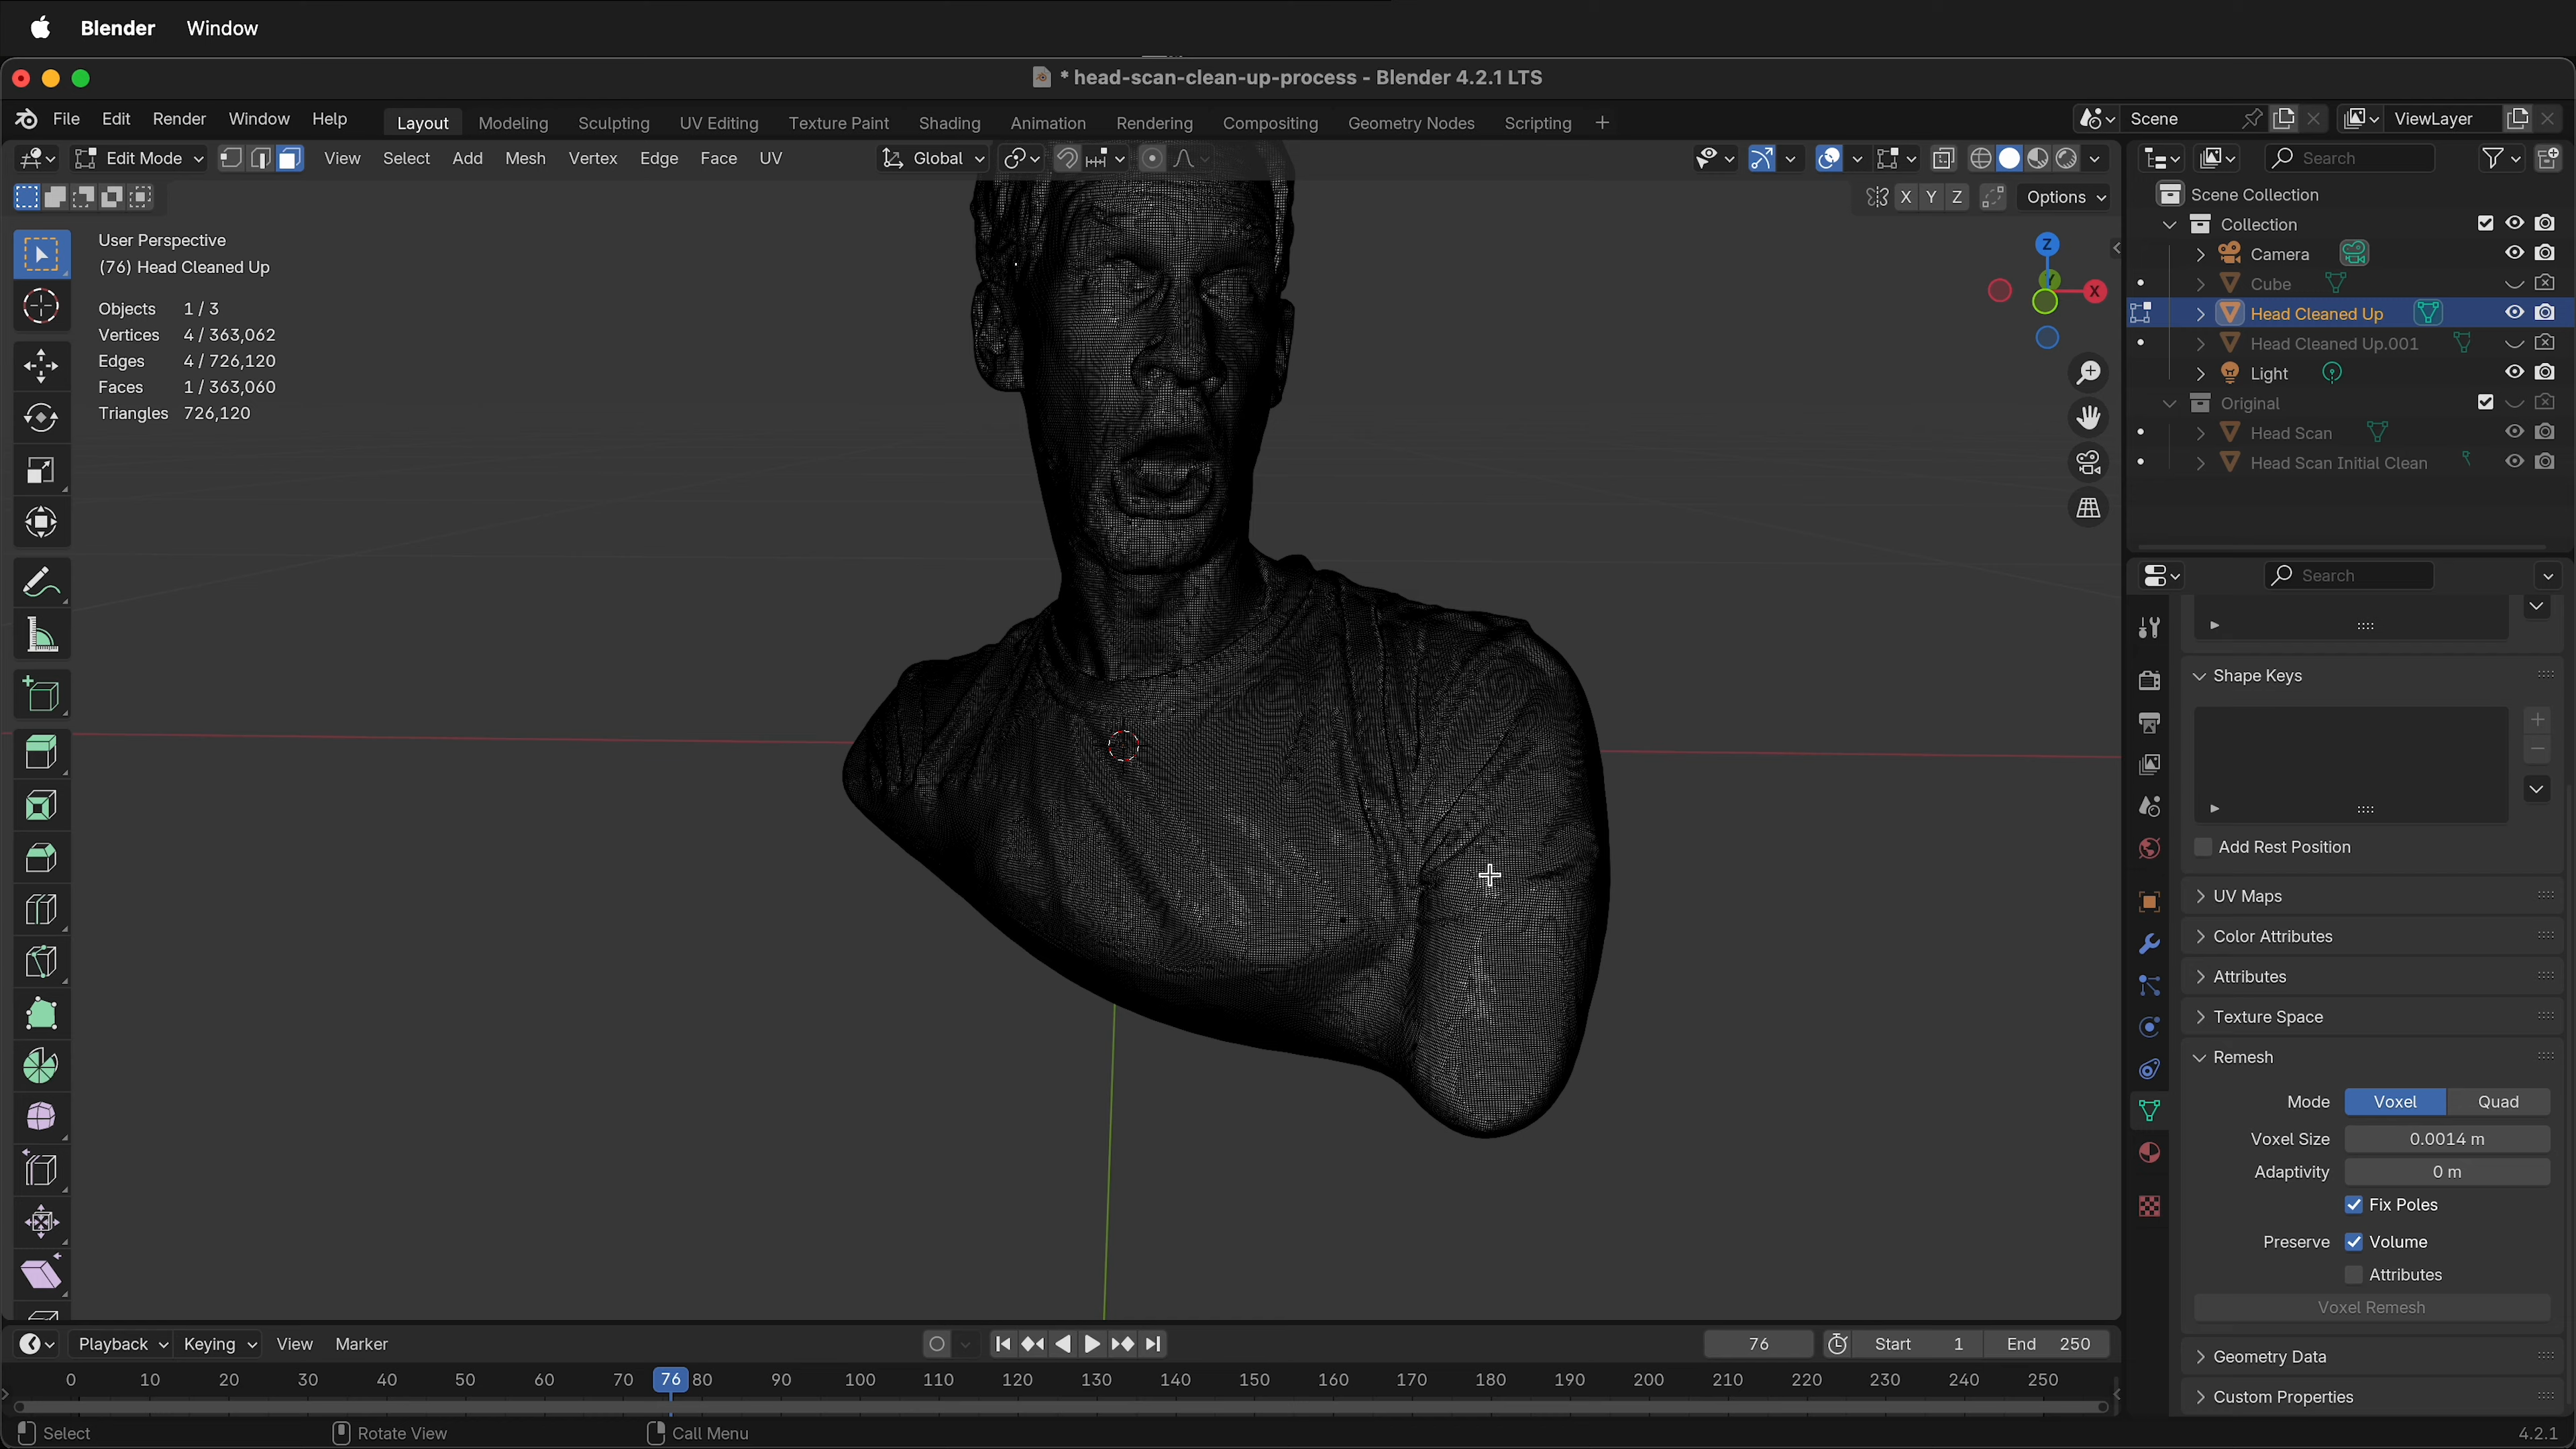 Blender Window
* head-scan-clean-up-process - Blender 4.2.1 LTS
File Edit Render Window Help Layout Modeling Sculpting UV Editing Texture Paint Shading Animation Rendering Compositing Geometry Nodes Scripting + Scene ViewLayer
Edit Mode View Select Add Mesh Vertex Edge Face UV Global Search
X Y Z Options
User Perspective
(76) Head Cleaned Up
Objects 1 / 3
Vertices 4 / 363,062
Edges 4 / 726,120
Faces 1 / 363,060
Triangles 726,120
Z
Y
X
Scene Collection
Collection
Camera
Cube
Head Cleaned Up
Head Cleaned Up.001
Light
Original
Head Scan
Head Scan Initial Clean
Search
Shape Keys
Add Rest Position
UV Maps
Color Attributes
Attributes
Texture Space
Remesh
Mode Voxel Quad
Voxel Size 0.0014 m
Adaptivity 0 m
Fix Poles
Preserve Volume
Attributes
Voxel Remesh
Geometry Data
Custom Properties
Playback Keying View Marker 76 Start 1 End 250
0 10 20 30 40 50 60 70 76 80 90 100 110 120 130 140 150 160 170 180 190 200 210 220 230 240 250
Select Rotate View Call Menu 4.2.1